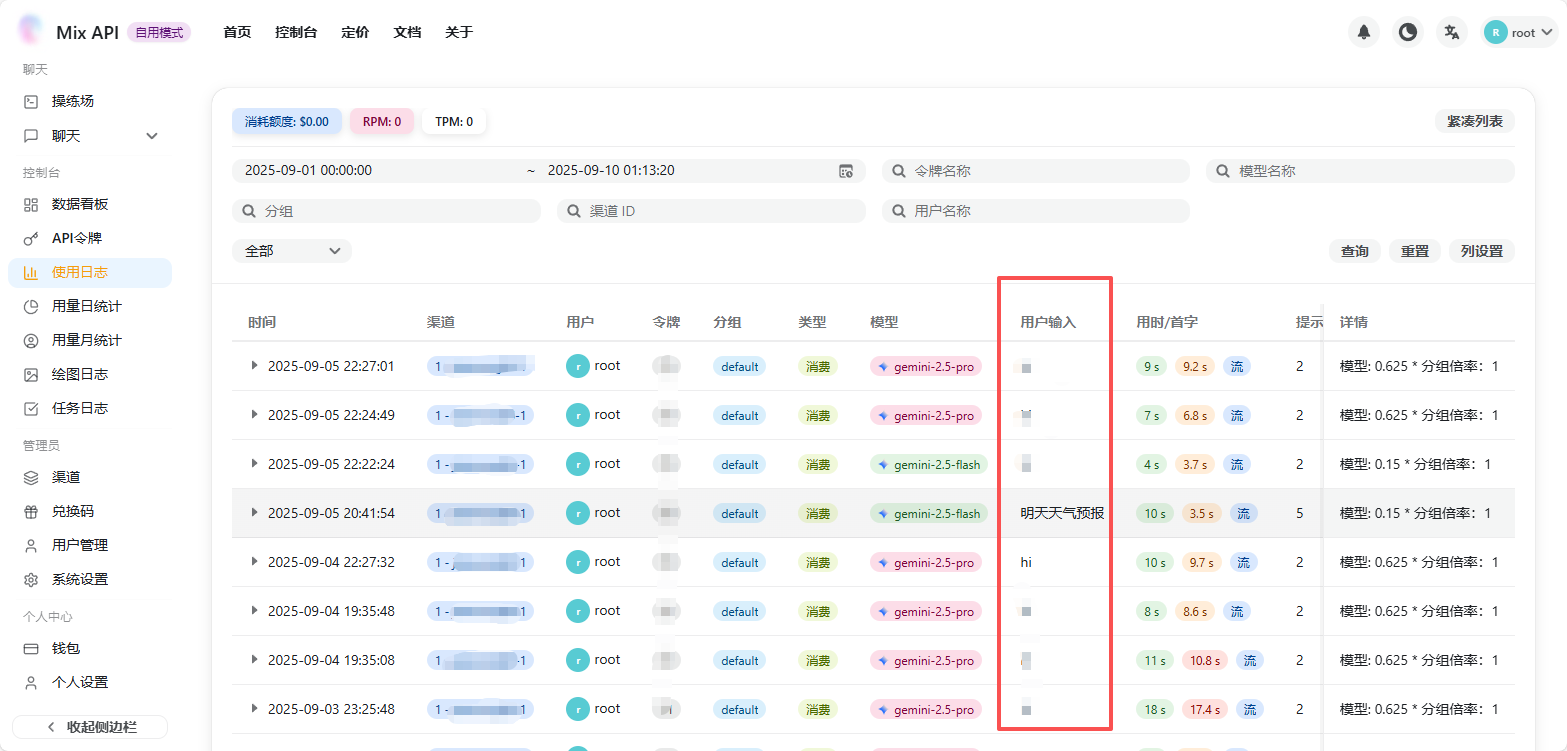 Mix API 自用模式 首页 控制台 定价 文档 关于 R root
聊天
操练场
聊天
控制台
数据看板
API令牌
使用日志
用量日统计
用量月统计
绘图日志
任务日志
管理员
渠道
兑换码
用户管理
系统设置
个人中心
钱包
个人设置
收起侧边栏
消耗额度: $0.00 RPM: 0 TPM: 0 紧凑列表
2025-09-01 00:00:00 ~ 2025-09-10 01:13:20 令牌名称 模型名称
分组 渠道 ID 用户名称
全部 查询 重置 列设置
时间 渠道 用户 令牌 分组 类型 模型 用户输入 用时/首字 提示 详情
2025-09-05 22:27:01 1 r root default 消费 gemini-2.5-pro 9 s 9.2 s 流 2 模型: 0.625 * 分组倍率：1
2025-09-05 22:24:49 1 - -1 r root default 消费 gemini-2.5-pro 7 s 6.8 s 流 2 模型: 0.625 * 分组倍率：1
2025-09-05 22:22:24 1 - 1 r root default 消费 gemini-2.5-flash 4 s 3.7 s 流 2 模型: 0.15 * 分组倍率：1
2025-09-05 20:41:54 1 - 1 r root default 消费 gemini-2.5-flash 明天天气预报 10 s 3.5 s 流 5 模型: 0.15 * 分组倍率：1
2025-09-04 22:27:32 1 - 1 r root default 消费 gemini-2.5-pro hi 10 s 9.7 s 流 2 模型: 0.625 * 分组倍率：1
2025-09-04 19:35:48 1 - 1 r root default 消费 gemini-2.5-pro 8 s 8.6 s 流 2 模型: 0.625 * 分组倍率：1
2025-09-04 19:35:08 1 - 1 r root default 消费 gemini-2.5-pro 11 s 10.8 s 流 2 模型: 0.625 * 分组倍率：1
2025-09-03 23:25:48 1 - 1 r root default 消费 gemini-2.5-pro 18 s 17.4 s 流 2 模型: 0.625 * 分组倍率：1